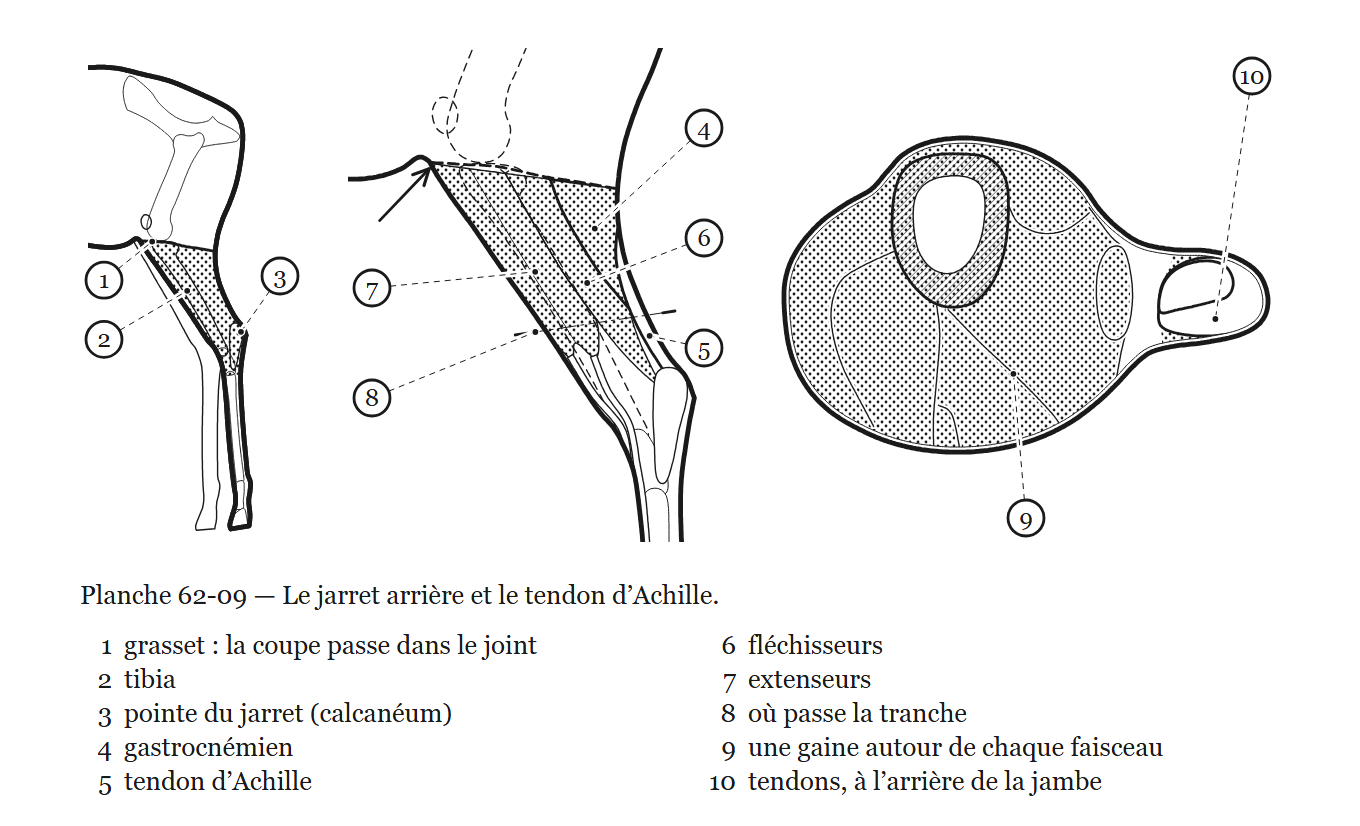 1
2
3
4
5
6
7
8
9
10
Planche 62-09 — Le jarret arrière et le tendon d’Achille.
1 grasset : la coupe passe dans le joint
2 tibia
3 pointe du jarret (calcanéum)
4 gastrocnémien
5 tendon d’Achille
6 fléchisseurs
7 extenseurs
8 où passe la tranche
9 une gaine autour de chaque faisceau
10 tendons, à l’arrière de la jambe